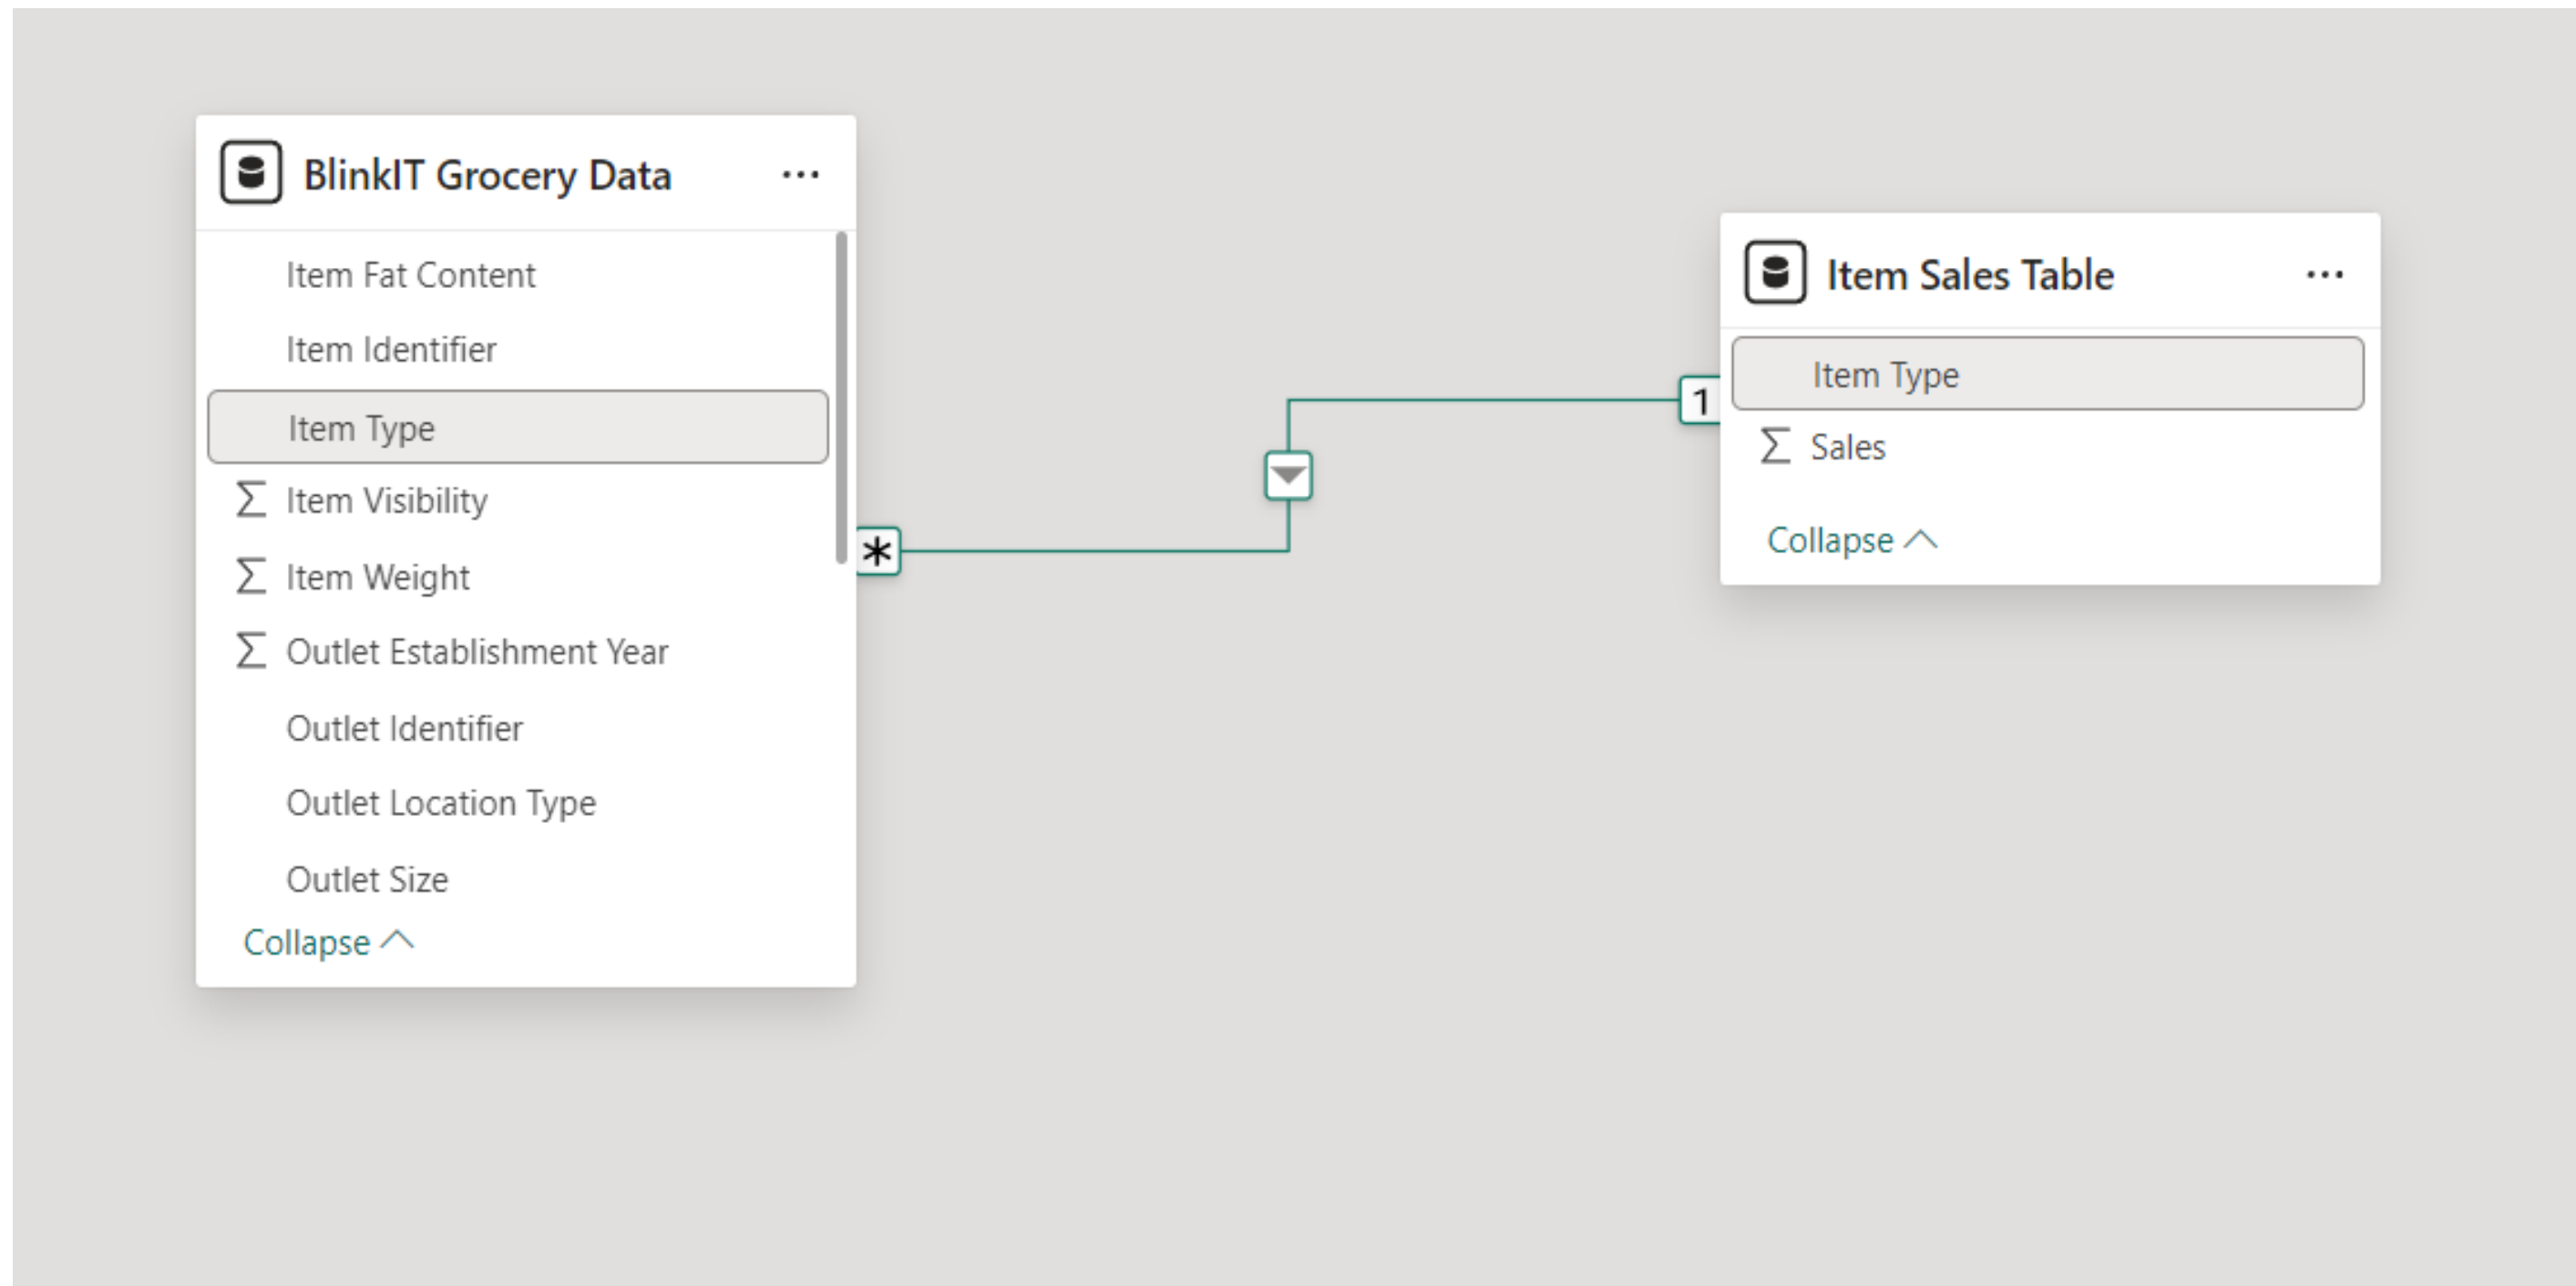 BlinkIT Grocery Data
Item Fat Content
Item Identifier
Item Type
Σ Item Visibility
Σ Item Weight
Σ Outlet Establishment Year
Outlet Identifier
Outlet Location Type
Outlet Size
Collapse
*
1
Item Sales Table
Item Type
Σ Sales
Collapse